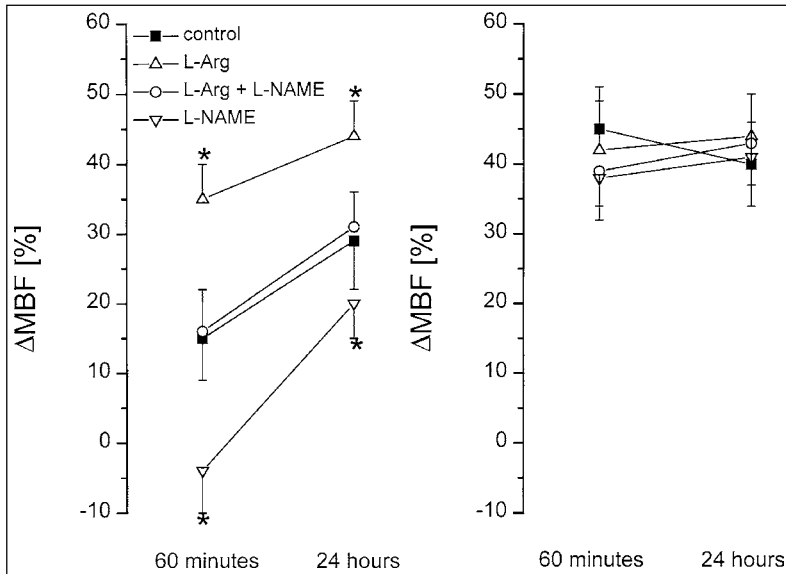 control
L-Arg
L-Arg + L-NAME
L-NAME
ΔMBF [%]
60
50
40
30
20
10
0
-10
*
*
*
*
60 minutes
24 hours
ΔMBF [%]
60
50
40
30
20
10
0
-10
60 minutes
24 hours